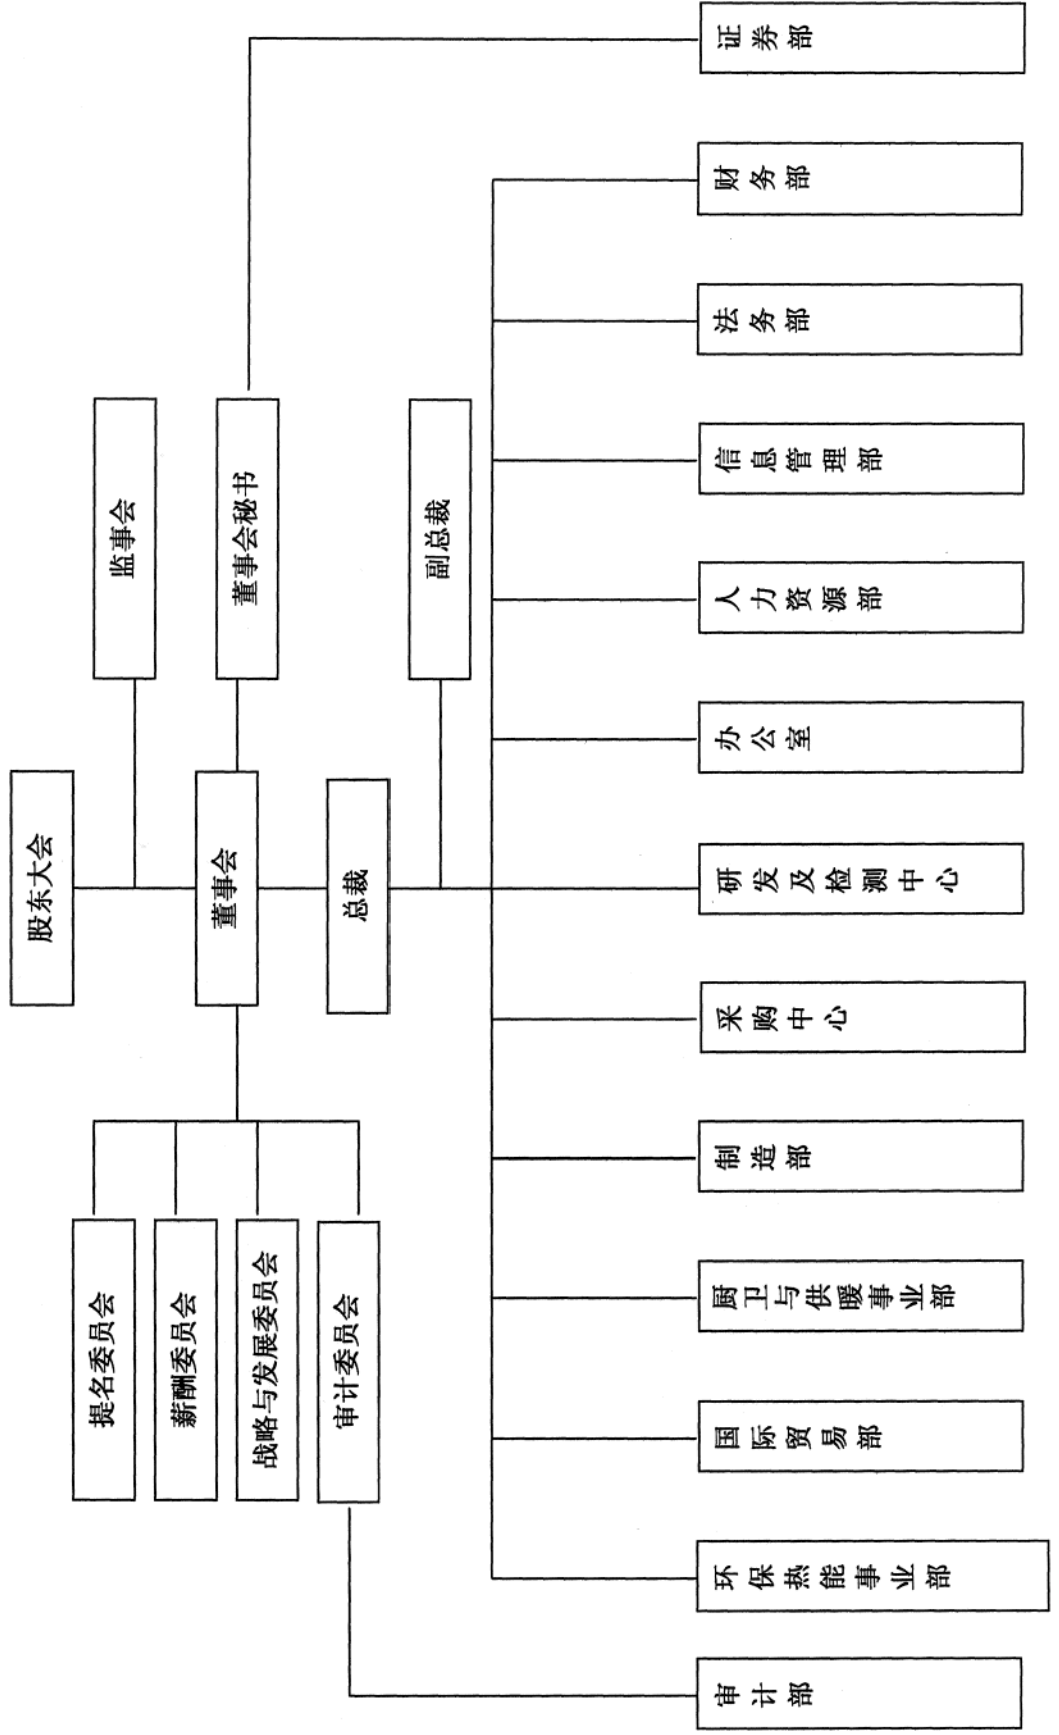 股东大会
监事会
提名委员会
薪酬委员会
战略与发展委员会
审计委员会
董事会
董事会秘书
总裁
副总裁
审计部
环保热能事业部
国际贸易部
厨卫与供暖事业部
制造部
采购中心
研发及检测中心
办公室
人力资源部
信息管理部
法务部
财务部
证券部